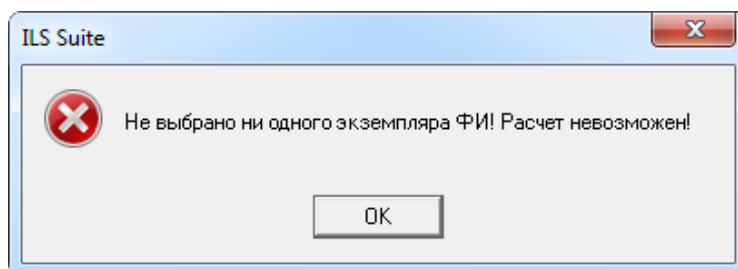 ILS Suite
Не выбрано ни одного экземпляра ФИ! Расчет невозможен!
OK